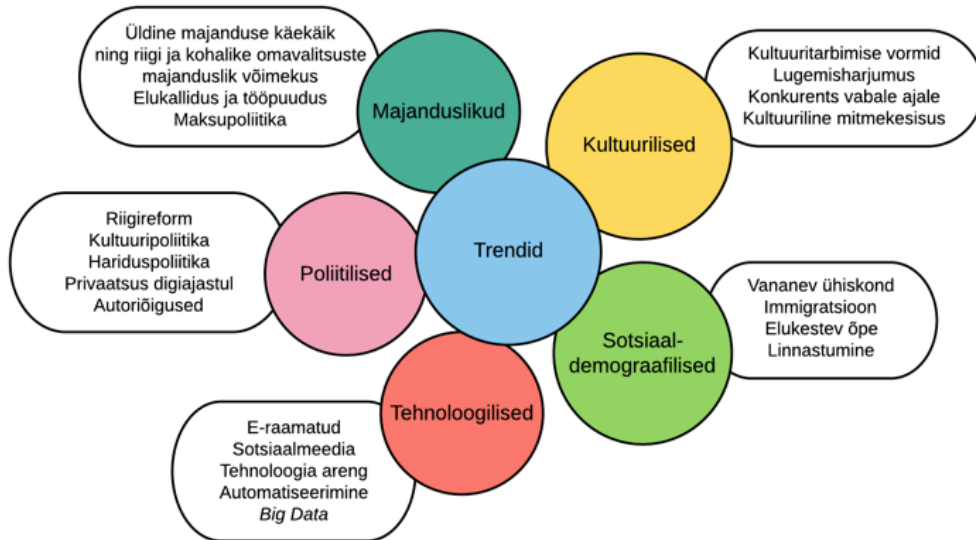 Üldine majanduse käekäik
ning riigi ja kohalike omavalitsuste
majanduslik võimekus
Elukallidus ja tööpuudus
Maksupoliitika
Majanduslikud
Kultuurilised
Kultuuritarbimise vormid
Lugemisharjumus
Konkurents vabale ajale
Kultuuriline mitmekesisus
Riigireform
Kultuuripoliitika
Hariduspoliitika
Privaatsus digiajastul
Autoriõigused
Poliitilised
Trendid
Sotsiaal-
demograafilised
Vananev ühiskond
Immigratsioon
Elukestev õpe
Linnastumine
Tehnoloogilised
E-raamatud
Sotsiaalmeedia
Tehnoloogia areng
Automatiseerimine
Big Data